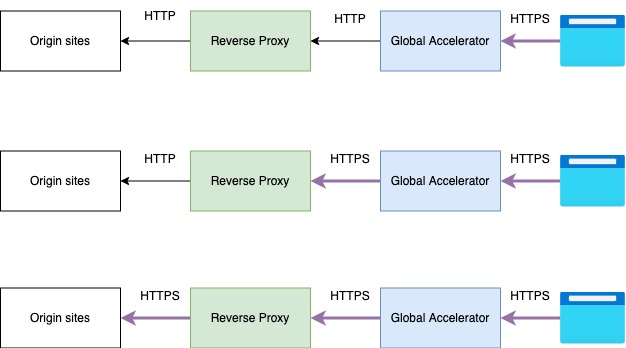 HTTP
HTTP
HTTPS
Origin sites
Reverse Proxy
Global Accelerator
HTTP
HTTPS
HTTPS
Origin sites
Reverse Proxy
Global Accelerator
HTTPS
HTTPS
HTTPS
Origin sites
Reverse Proxy
Global Accelerator